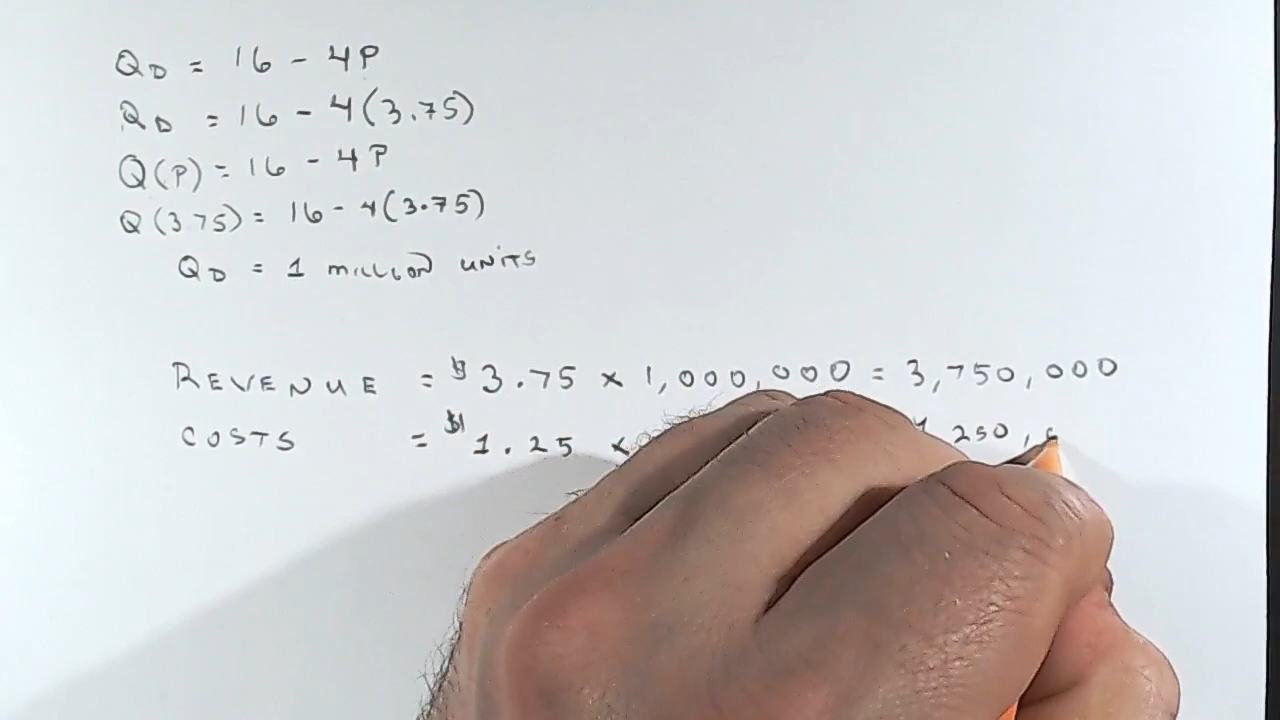 QD = 16 - 4P
QD = 16 - 4(3.75)
Q(P) = 16 - 4P
Q(3.75) = 16 - 4(3.75)
QD = 1 MILLION UNITS
REVENUE = $3.75 × 1,000,000 = 3,750,000
COSTS = $1.25 × 250,